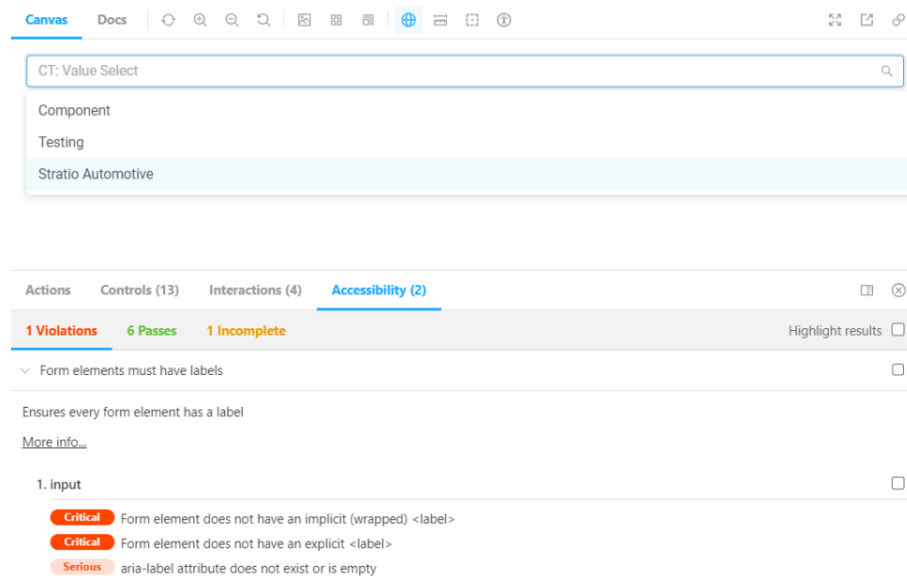 Canvas Docs
CT: Value Select
Component
Testing
Stratio Automotive
Actions Controls (13) Interactions (4) Accessibility (2)
1 Violations 6 Passes 1 Incomplete Highlight results
Form elements must have labels
Ensures every form element has a label
More info...
1. input
Critical Form element does not have an implicit (wrapped) <label>
Critical Form element does not have an explicit <label>
Serious aria-label attribute does not exist or is empty